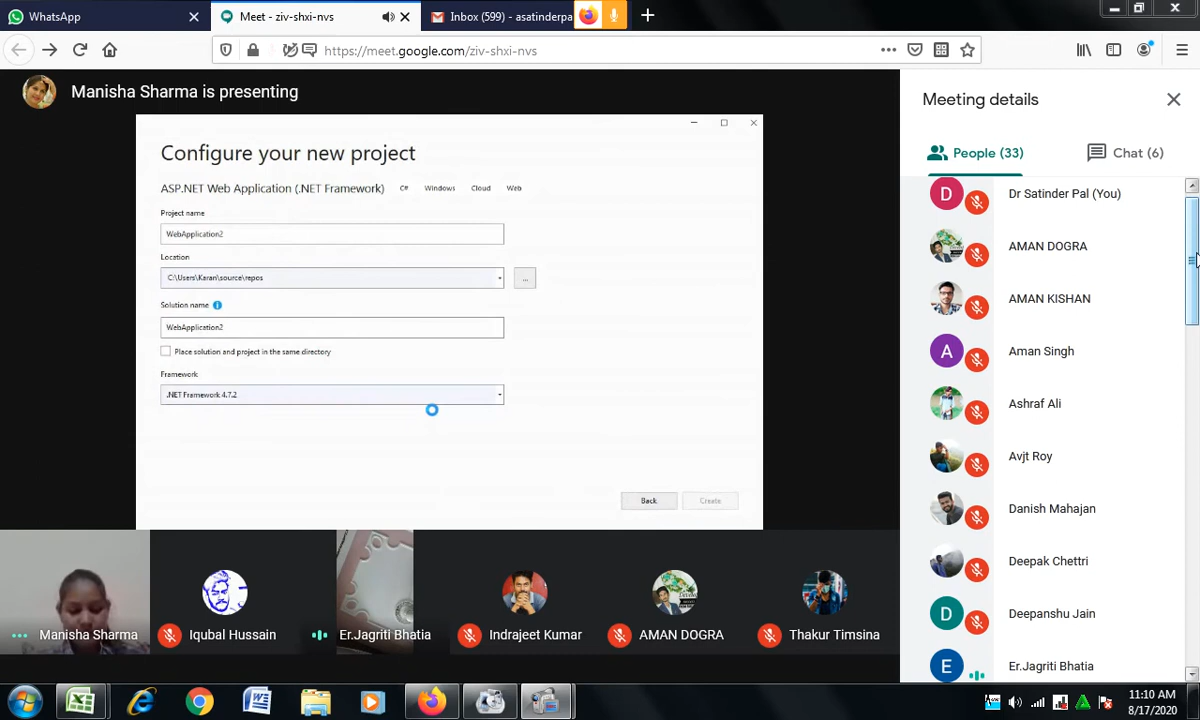 WhatsApp
Meet - ziv-shxi-nvs
Inbox (599) - asatinderpa
https://meet.google.com/ziv-shxi-nvs
Manisha Sharma is presenting
Configure your new project
ASP.NET Web Application (.NET Framework) C# Windows Cloud Web
Project name
WebApplication2
Location
C:\Users\Karan\source\repos
...
Solution name
WebApplication2
Place solution and project in the same directory
Framework
.NET Framework 4.7.2
Back
Create
Manisha Sharma
Iqubal Hussain
Er.Jagriti Bhatia
Indrajeet Kumar
AMAN DOGRA
Thakur Timsina
Meeting details
People (33)
Chat (6)
D Dr Satinder Pal (You)
AMAN DOGRA
AMAN KISHAN
A Aman Singh
Ashraf Ali
Avjt Roy
Danish Mahajan
Deepak Chettri
D Deepanshu Jain
E Er.Jagriti Bhatia
11:10 AM
8/17/2020